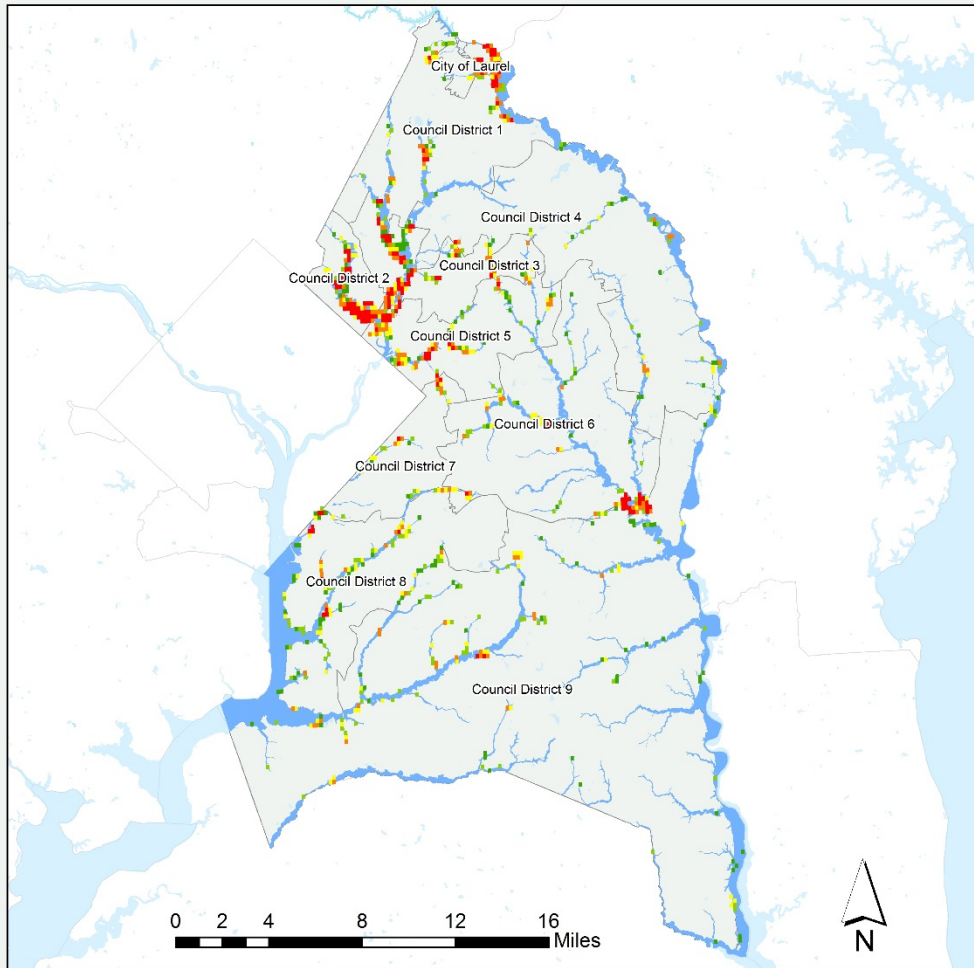 City of Laurel
Council District 1
Council District 4
Council District 3
Council District 2
Council District 5
Council District 6
Council District 7
Council District 8
Council District 9
0 2 4 8 12 16
Miles
N